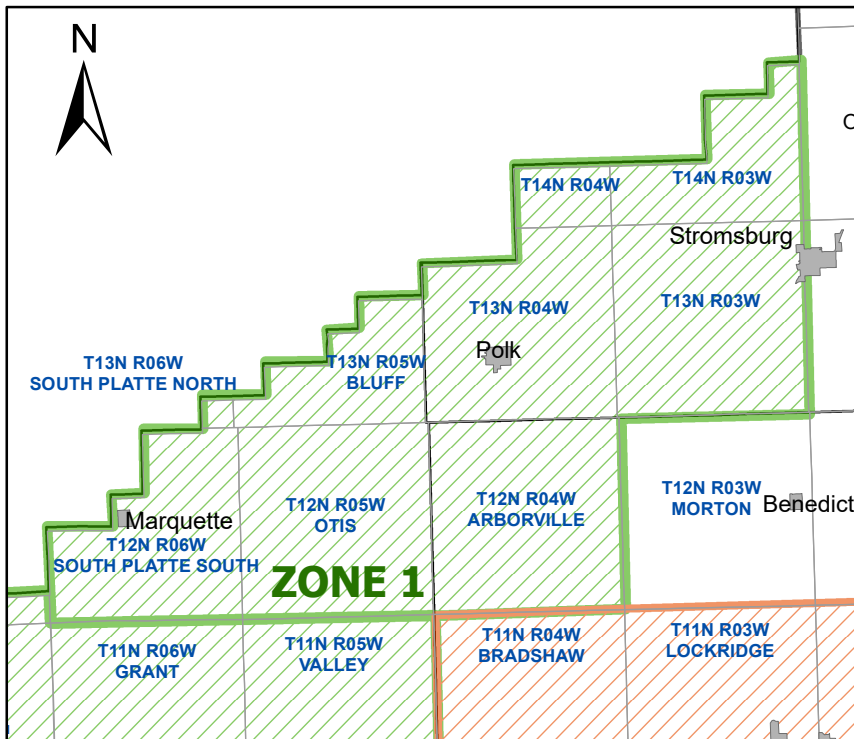 N
C
T14N R04W
T14N R03W
Stromsburg
T13N R03W
T13N R04W
Polk
T13N R06W
SOUTH PLATTE NORTH
T13N R05W
BLUFF
T12N R05W
OTIS
T12N R04W
ARBORVILLE
T12N R03W
MORTON
Benedict
Marquette
T12N R06W
SOUTH PLATTE SOUTH
ZONE 1
T11N R06W
GRANT
T11N R05W
VALLEY
T11N R04W
BRADSHAW
T11N R03W
LOCKRIDGE